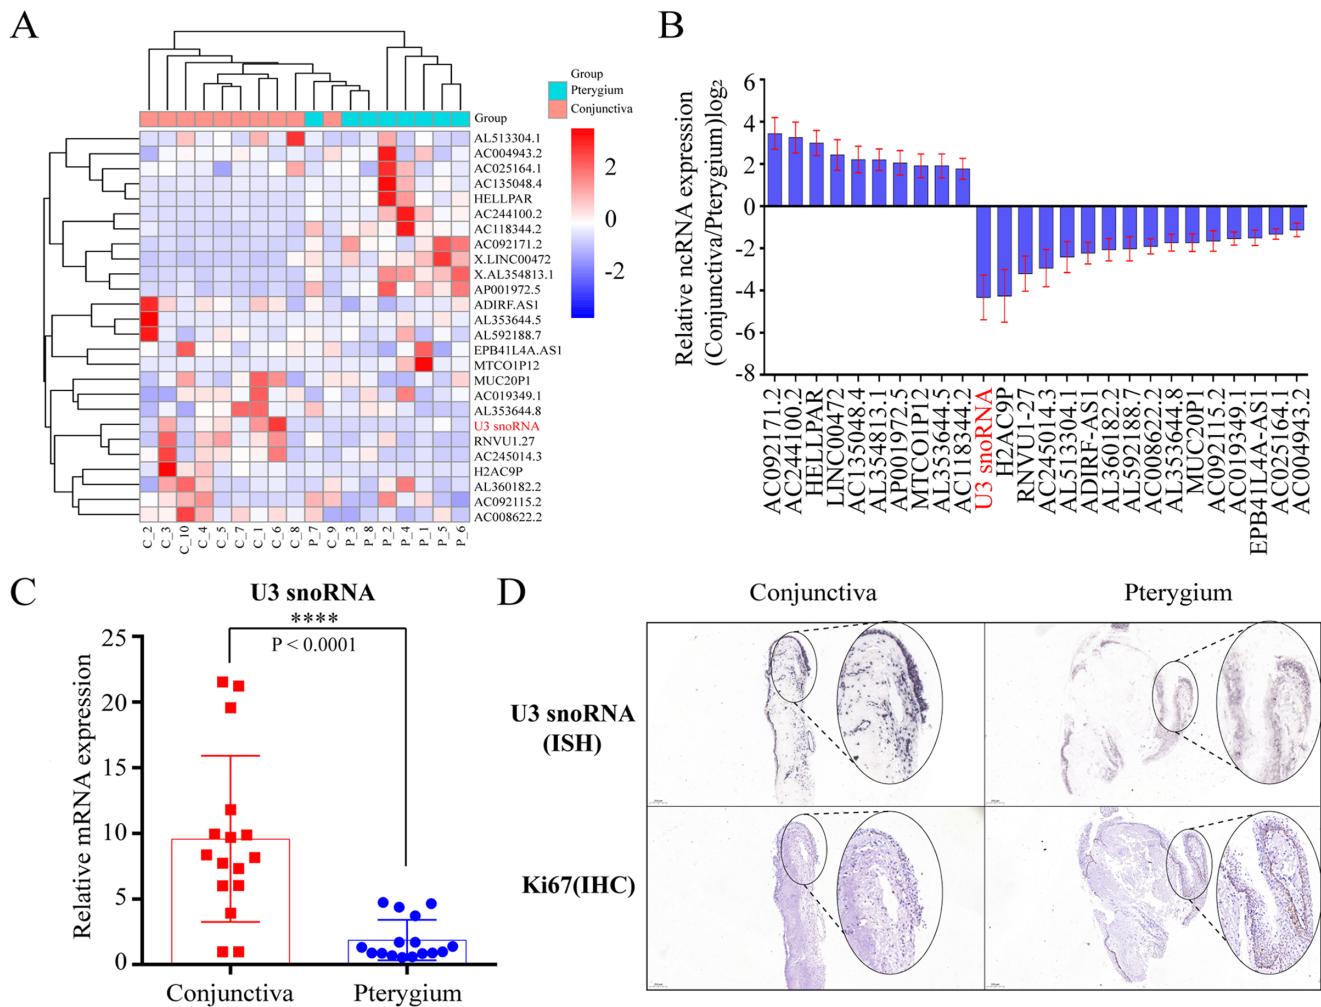 A
Group
Pterygium
Conjunctiva
Group
2
0
-2
AL513304.1
AC004943.2
AC025164.1
AC135048.4
HELLPAR
AC244100.2
AC118344.2
AC092171.2
X.LINC00472
X.AL354813.1
AP001972.5
ADIRF.AS1
AL353644.5
AL592188.7
EPB41L4A.AS1
MTCO1P12
MUC20P1
AC019349.1
AL353644.8
U3 snoRNA
RNVU1.27
AC245014.3
H2AC9P
AL360182.2
AC092115.2
AC008622.2
C_2
C_3
C_10
C_4
C_5
C_7
C_1
C_6
C_8
P_7
C_9
P_3
P_8
P_2
P_4
P_1
P_5
P_6
B
Relative ncRNA expression
(Conjunctiva/Pterygium)log₂
6
4
2
0
-2
-4
-6
-8
AC092171.2
AC244100.2
HELLPAR
LINC00472
AC135048.4
AL354813.1
AP001972.5
MTCO1P12
AL353644.5
AC118344.2
U3 snoRNA
H2AC9P
RNVU1-27
AC245014.3
AL513304.1
ADIRF-AS1
AL360182.2
AL592188.7
AC008622.2
AL353644.8
MUC20P1
AC092115.2
AC019349.1
EPB41L4A-AS1
AC025164.1
AC004943.2
C
U3 snoRNA
****
P < 0.0001
Relative mRNA expression
25
20
15
10
5
0
Conjunctiva
Pterygium
D
Conjunctiva
Pterygium
U3 snoRNA
(ISH)
Ki67(IHC)